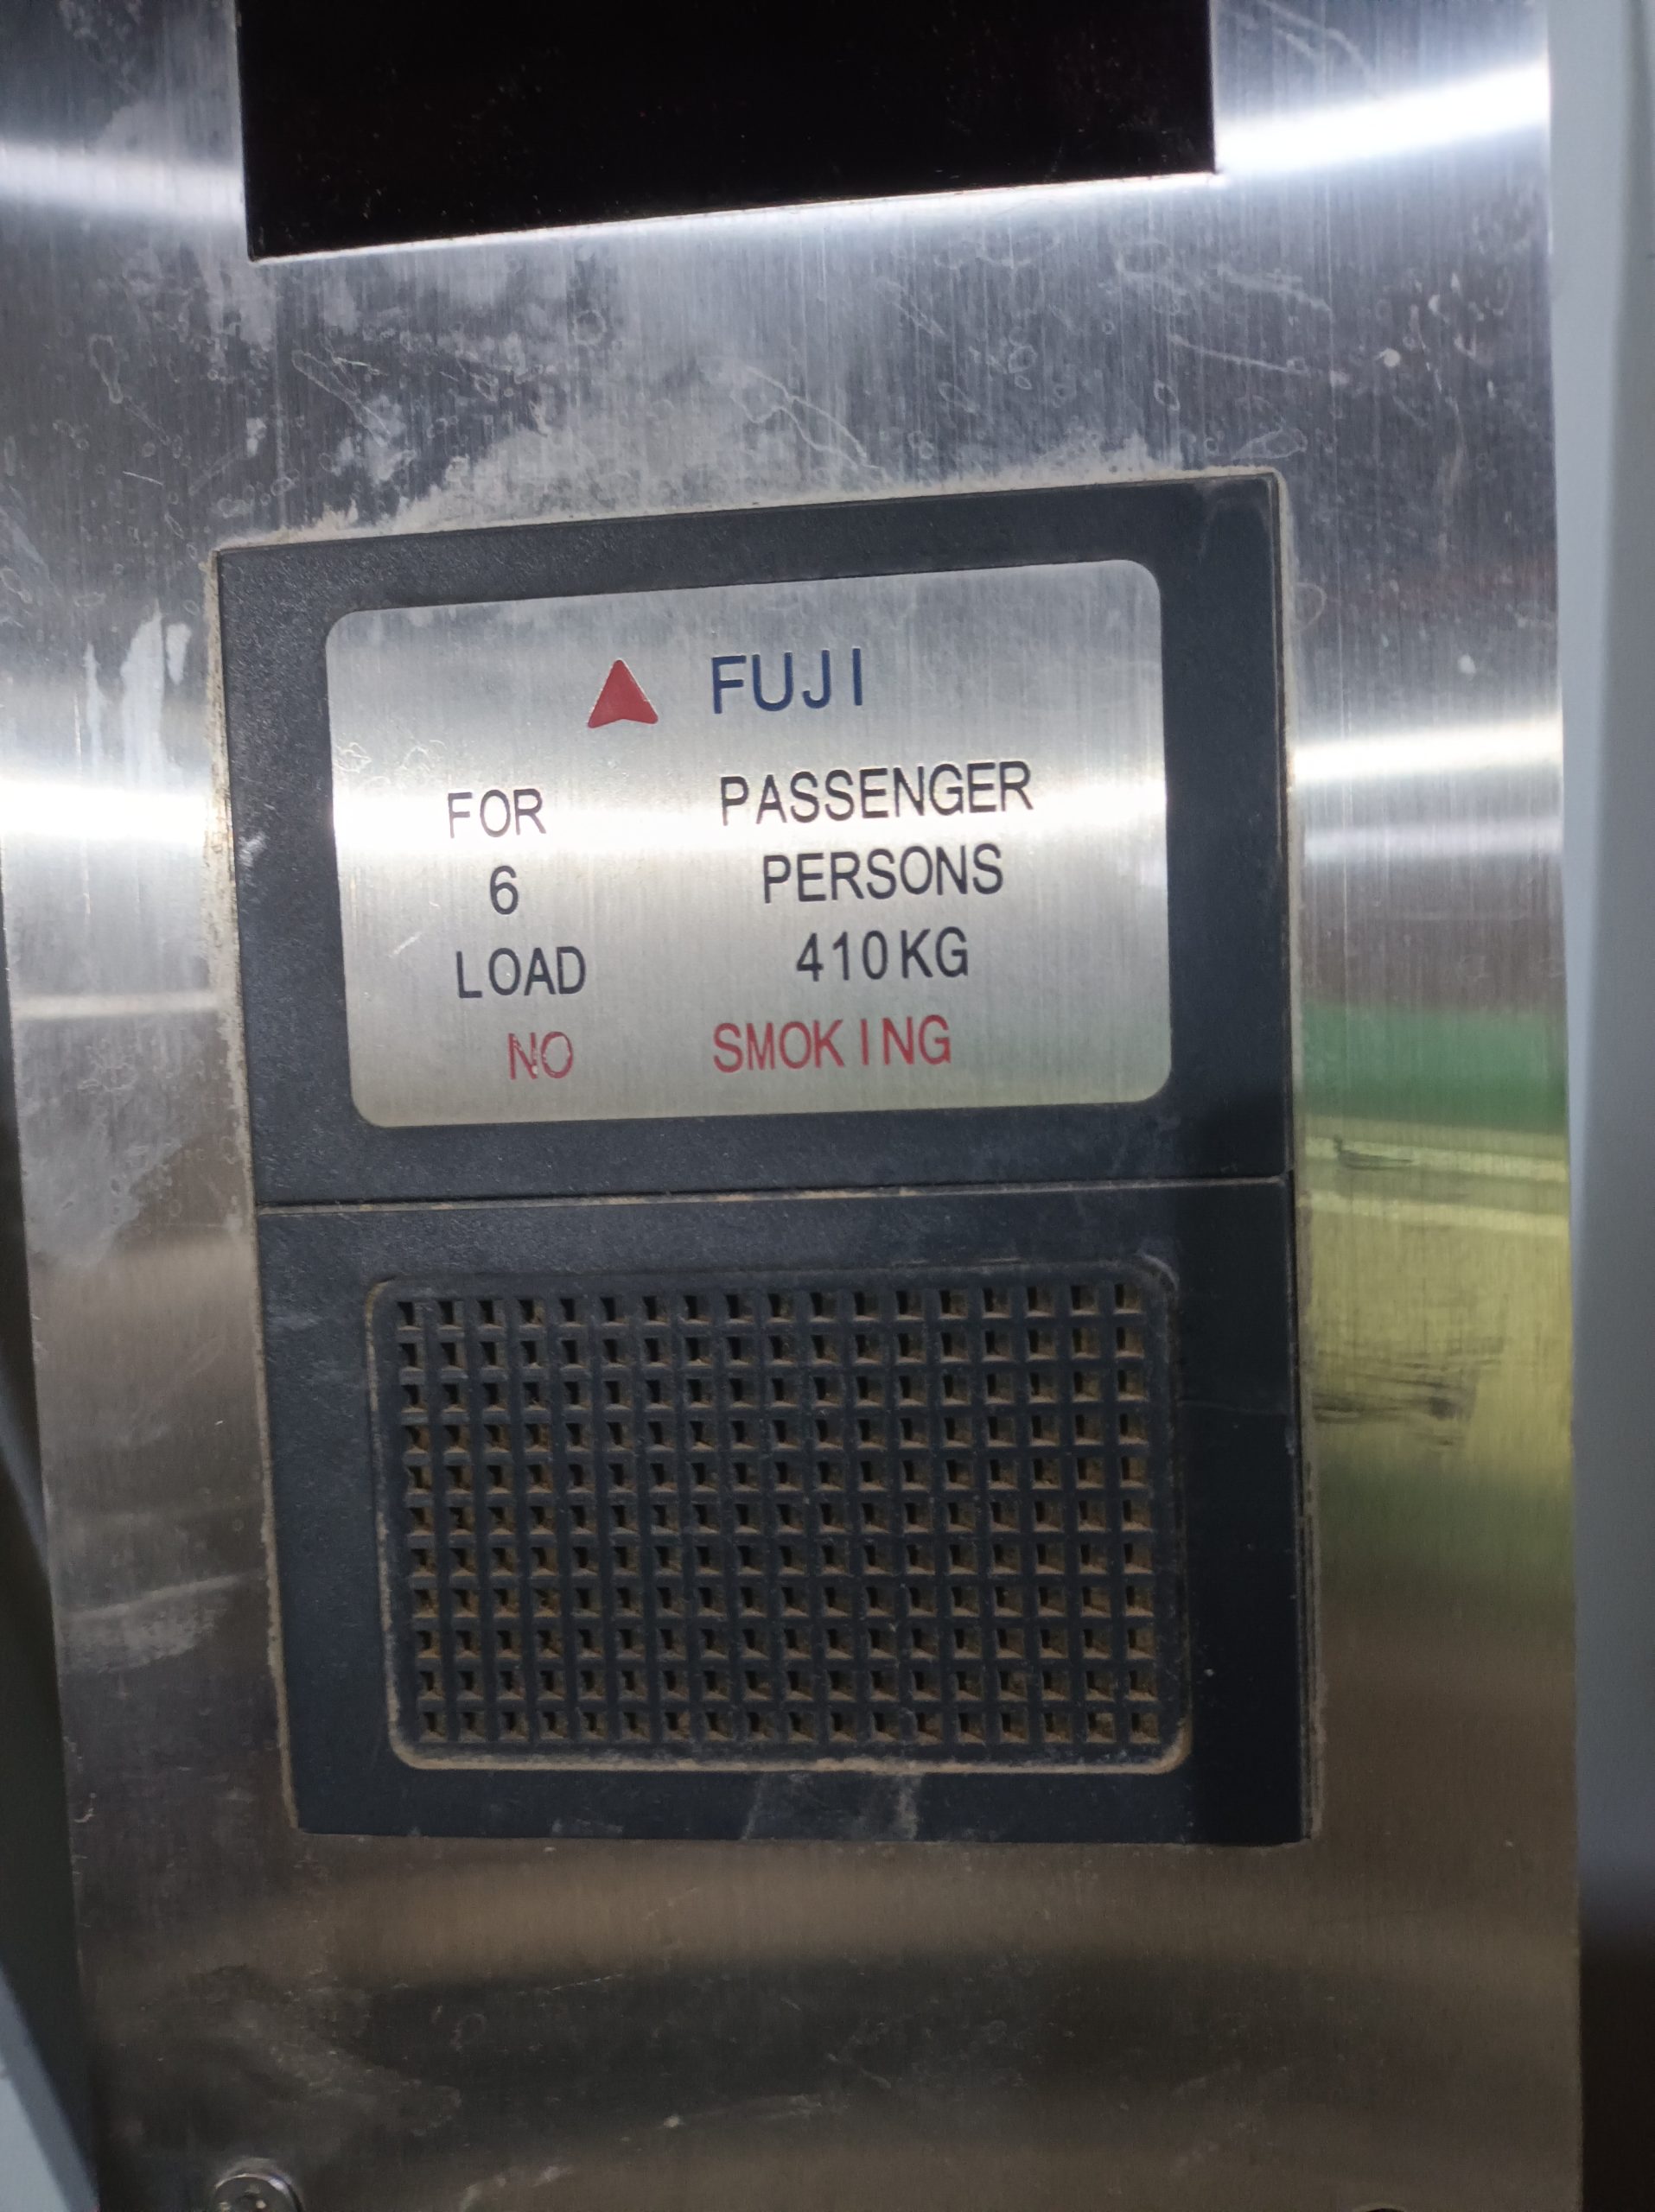 FUJI
FOR PASSENGER
6 PERSONS
LOAD 410KG
NO SMOKING